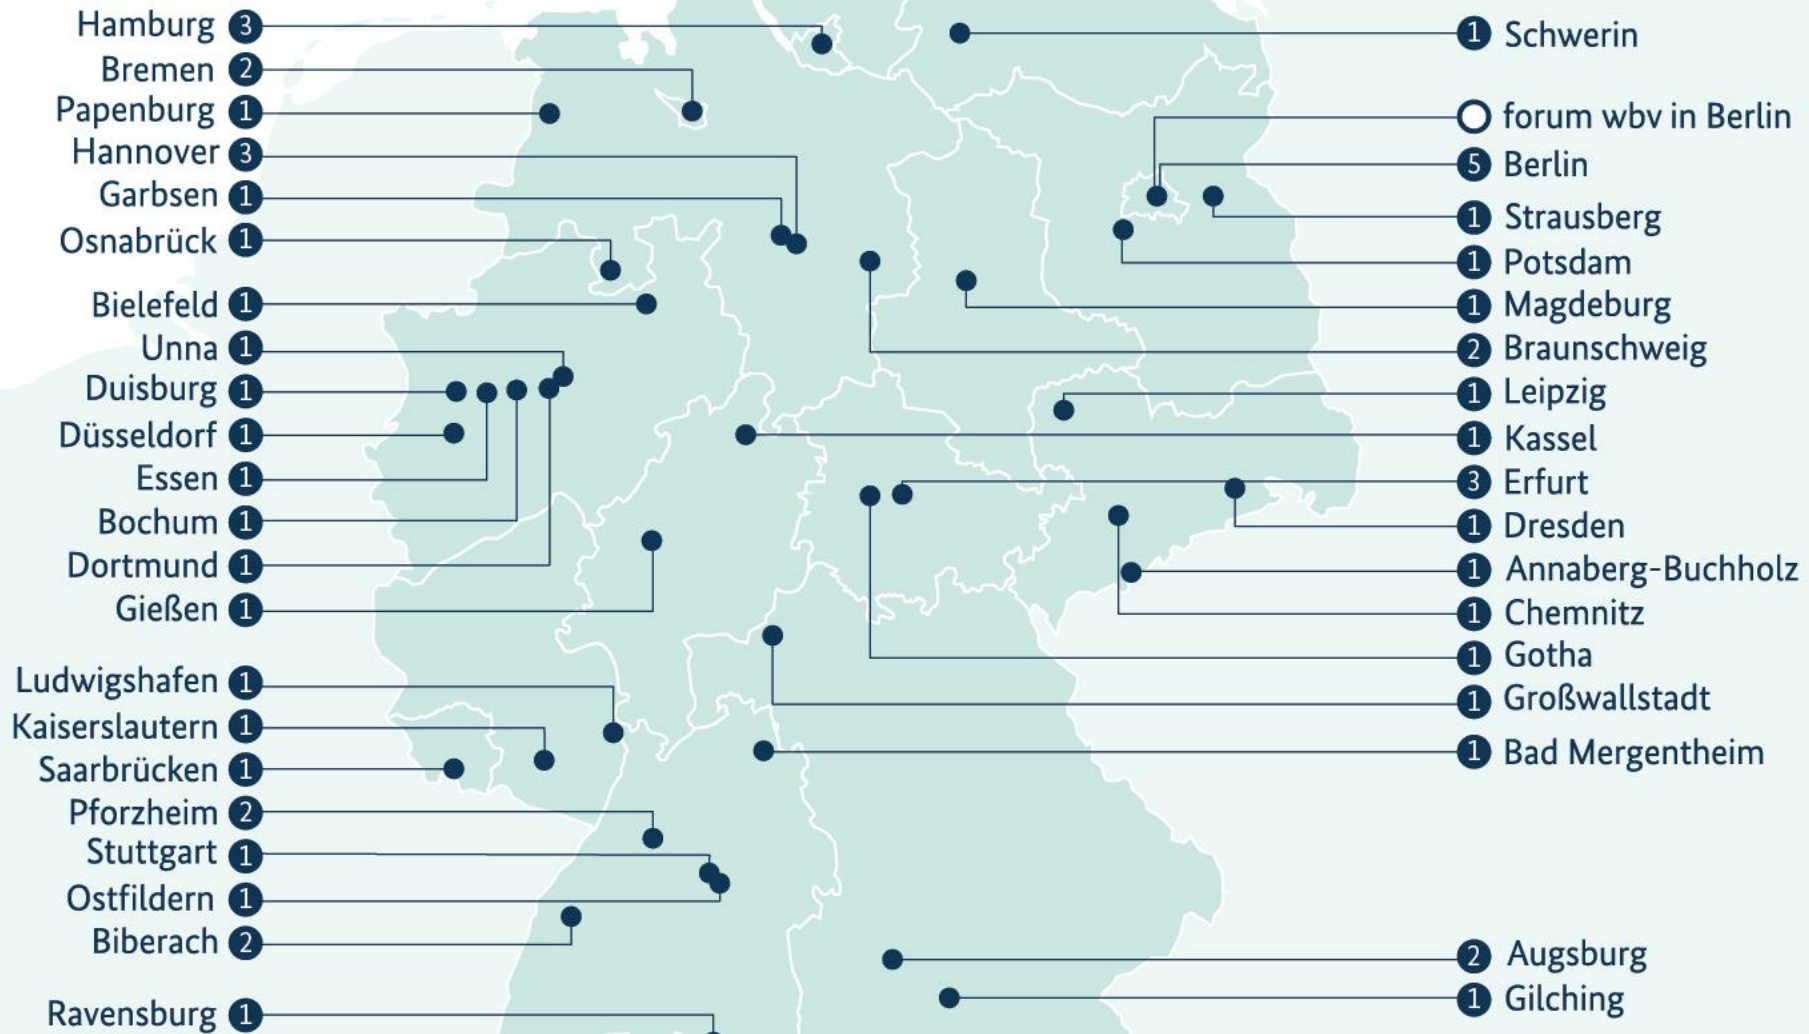 Hamburg 3
Bremen 2
Papenburg 1
Hannover 3
Garbsen 1
Osnabrück 1
Bielefeld 1
Unna 1
Duisburg 1
Düsseldorf 1
Essen 1
Bochum 1
Dortmund 1
Gießen 1
Ludwigshafen 1
Kaiserslautern 1
Saarbrücken 1
Pforzheim 2
Stuttgart 1
Ostfildern 1
Biberach 2
Ravensburg 1
1 Schwerin
forum wbv in Berlin
5 Berlin
1 Strausberg
1 Potsdam
1 Magdeburg
2 Braunschweig
1 Leipzig
1 Kassel
3 Erfurt
1 Dresden
1 Annaberg-Buchholz
1 Chemnitz
1 Gotha
1 Großwallstadt
1 Bad Mergentheim
2 Augsburg
1 Gilching